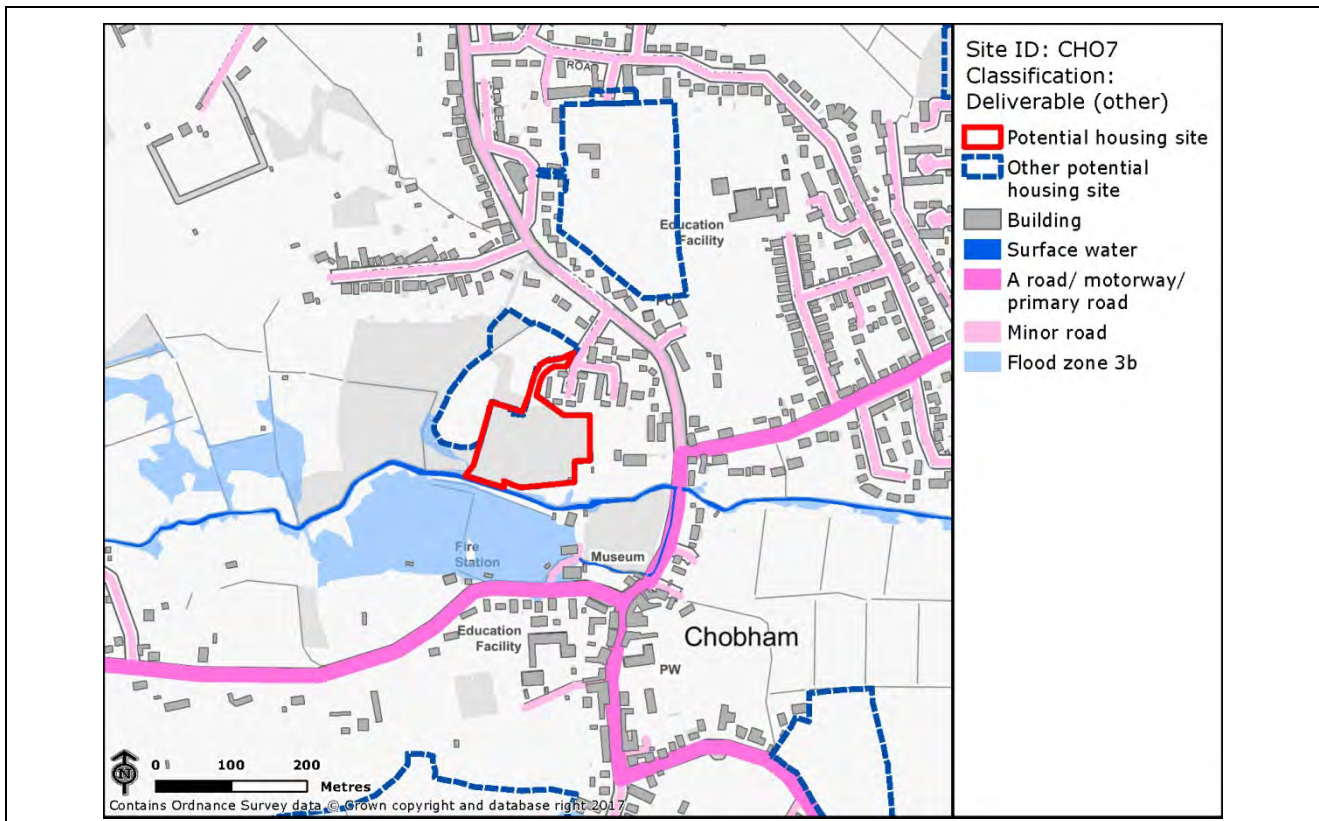 Site ID: CHO7
Classification:
Deliverable (other)
Potential housing site
Other potential
housing site
Building
Surface water
A road/ motorway/
primary road
Minor road
Flood zone 3b
ROA
Education
Facility
PO
Fire
Station
Museum
Education
Facility
Chobham
PW
N
0 100 200
Metres
Contains Ordnance Survey data © Crown copyright and database right 2017